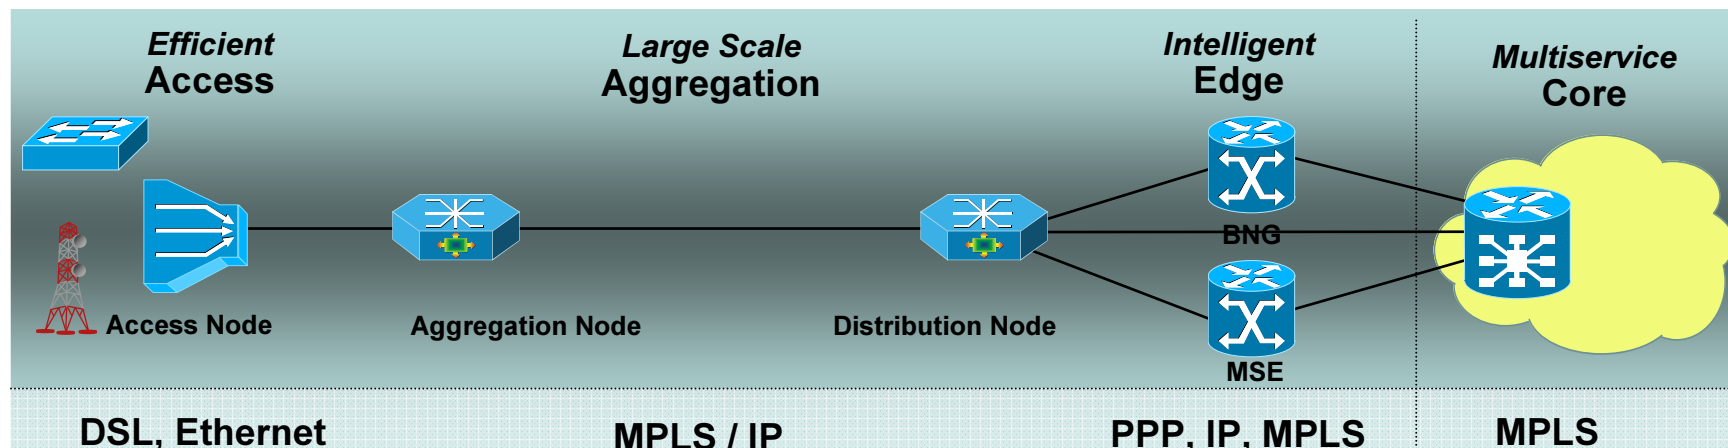 Efficient
Access
Large Scale
Aggregation
Intelligent
Edge
Multiservice
Core
BNG
Access Node
Aggregation Node
Distribution Node
MSE
DSL, Ethernet
MPLS / IP
PPP, IP, MPLS
MPLS